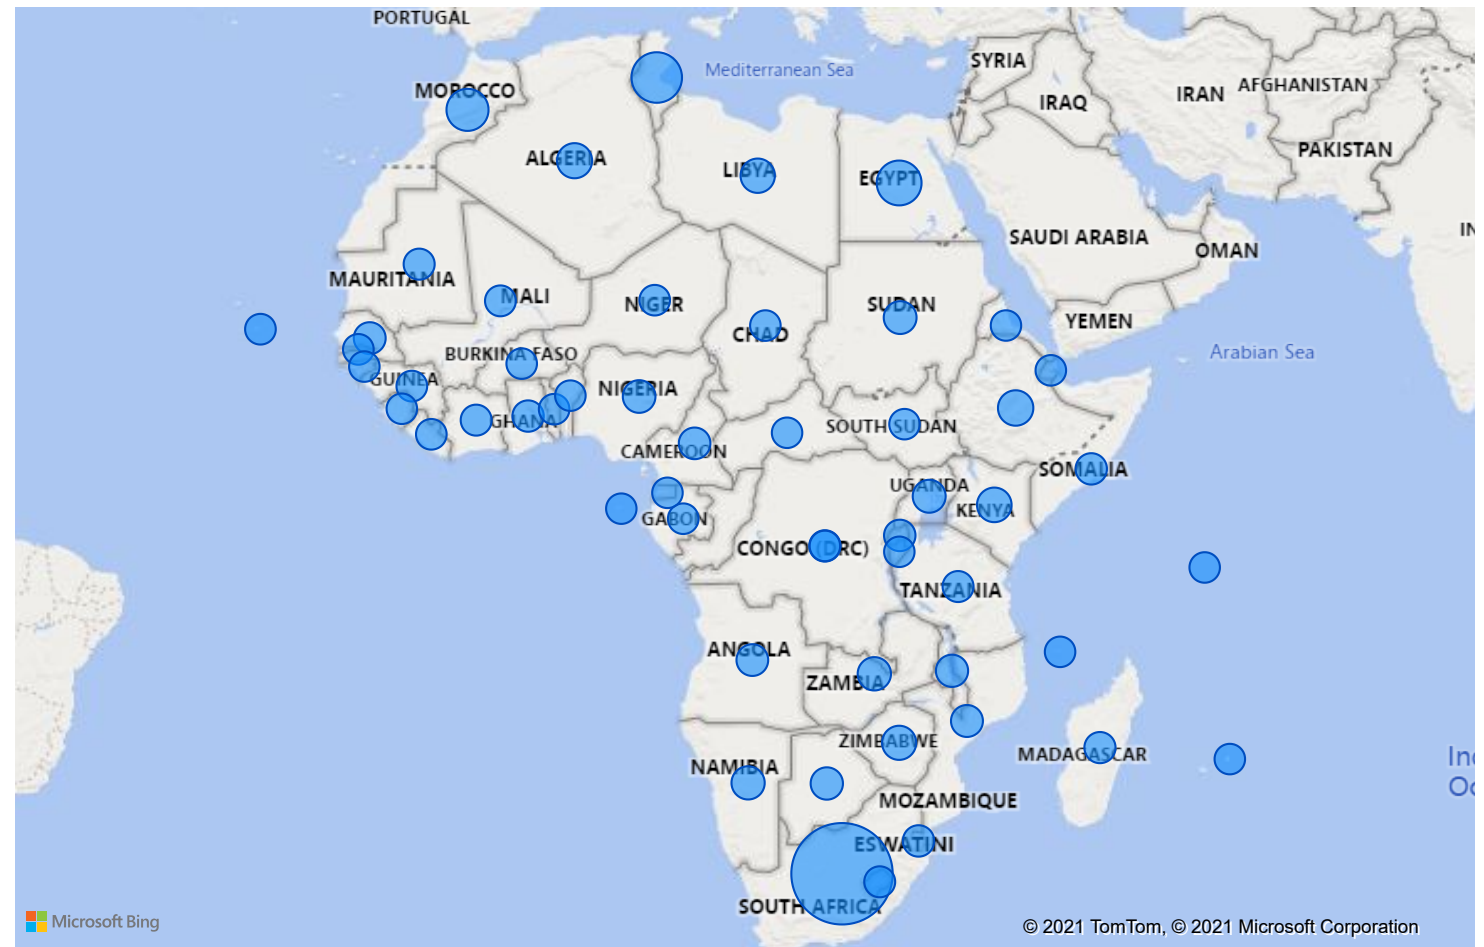 PORTUGAL
Mediterranean Sea
SYRIA
AFGHANISTAN
MOROCCO
IRAN
IRAQ
PAKISTAN
ALGERIA
LIBYA
EGYPT
SAUDI ARABIA
OMAN
MAURITANIA
MALI
NIGER
SUDAN
CHAD
YEMEN
BURKINA FASO
Arabian Sea
GUINEA
NIGERIA
GHANA
SOUTH SUDAN
CAMEROON
SOMALIA
UGANDA
KENYA
GABON
CONGO (DRC)
TANZANIA
ANGOLA
ZAMBIA
ZIMBABWE
MADAGASCAR
NAMIBIA
MOZAMBIQUE
ESWATINI
SOUTH AFRICA
Microsoft Bing
© 2021 TomTom, © 2021 Microsoft Corporation